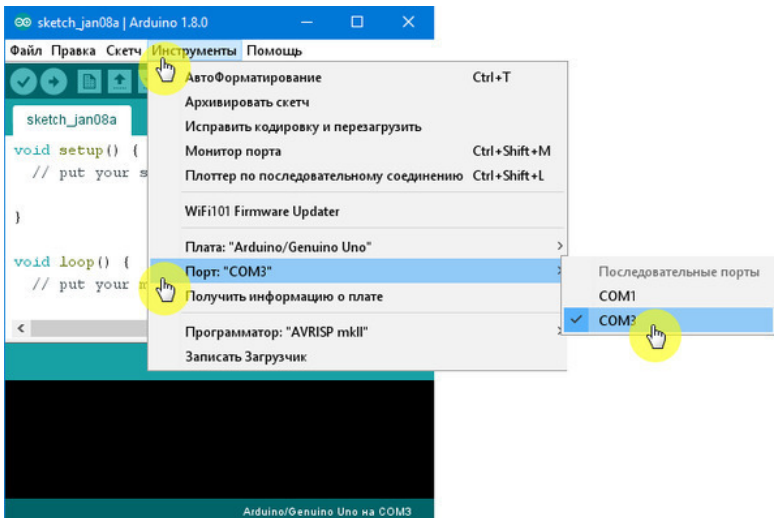 sketch_jan08a | Arduino 1.8.0
Файл Правка Скетч Инструменты Помощь
sketch_jan08a
void setup() {
// put your s
}
void loop() {
// put your
АвтоФорматирование Ctrl+T
Архивировать скетч
Исправить кодировку и перезагрузить
Монитор порта Ctrl+Shift+M
Плоттер по последовательному соединению Ctrl+Shift+L
WiFi101 Firmware Updater
Плата: "Arduino/Genuino Uno"
Порт: "COM3"
Получить информацию о плате
Программатор: "AVRISP mkII"
Записать Загрузчик
Последовательные порты
COM1
COM3
Arduino/Genuino Uno на COM3